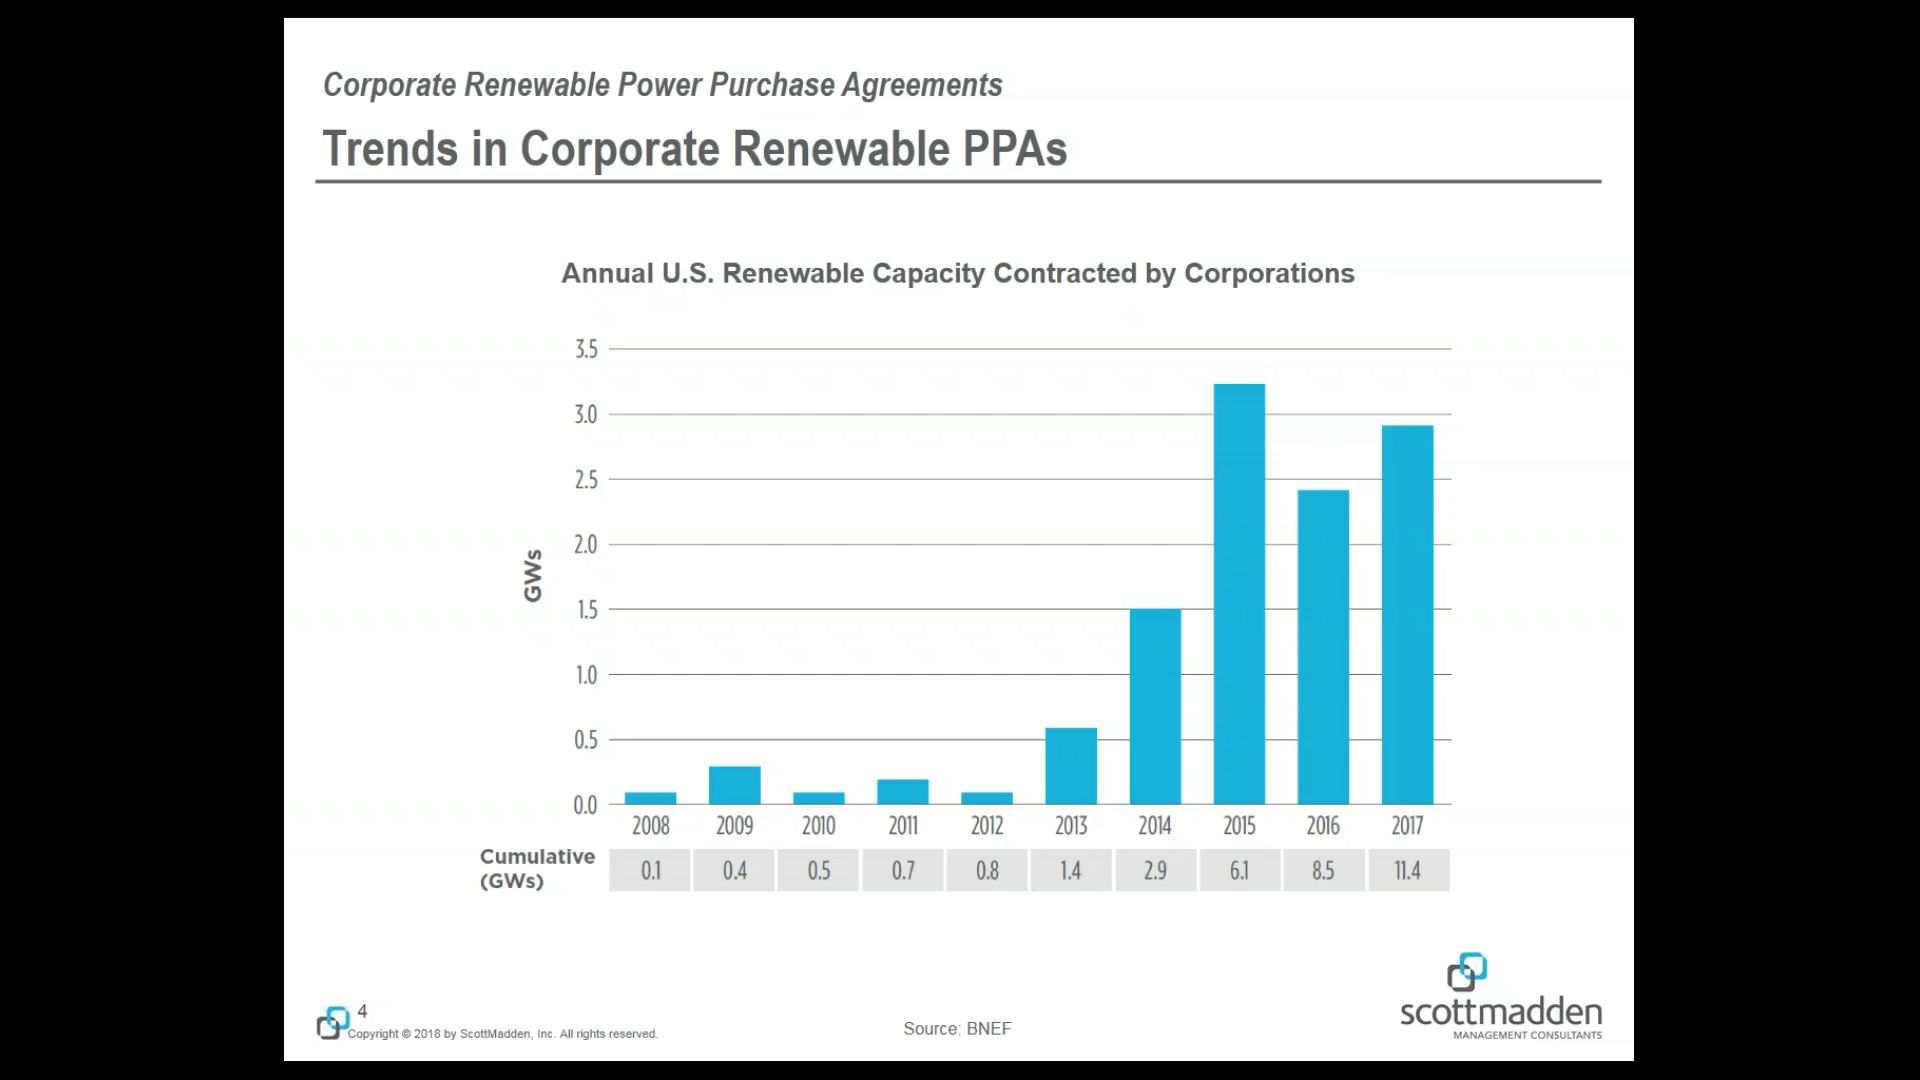 Corporate Renewable Power Purchase Agreements
Trends in Corporate Renewable PPAs
Annual U.S. Renewable Capacity Contracted by Corporations
3.5
3.0
2.5
2.0
1.5
1.0
0.5
0.0
GWs
2008 2009 2010 2011 2012 2013 2014 2015 2016 2017
Cumulative
(GWs)
0.1 0.4 0.5 0.7 0.8 1.4 2.9 6.1 8.5 11.4
4
Copyright © 2018 by ScottMadden, Inc. All rights reserved.
Source: BNEF
scottmadden
MANAGEMENT CONSULTANTS